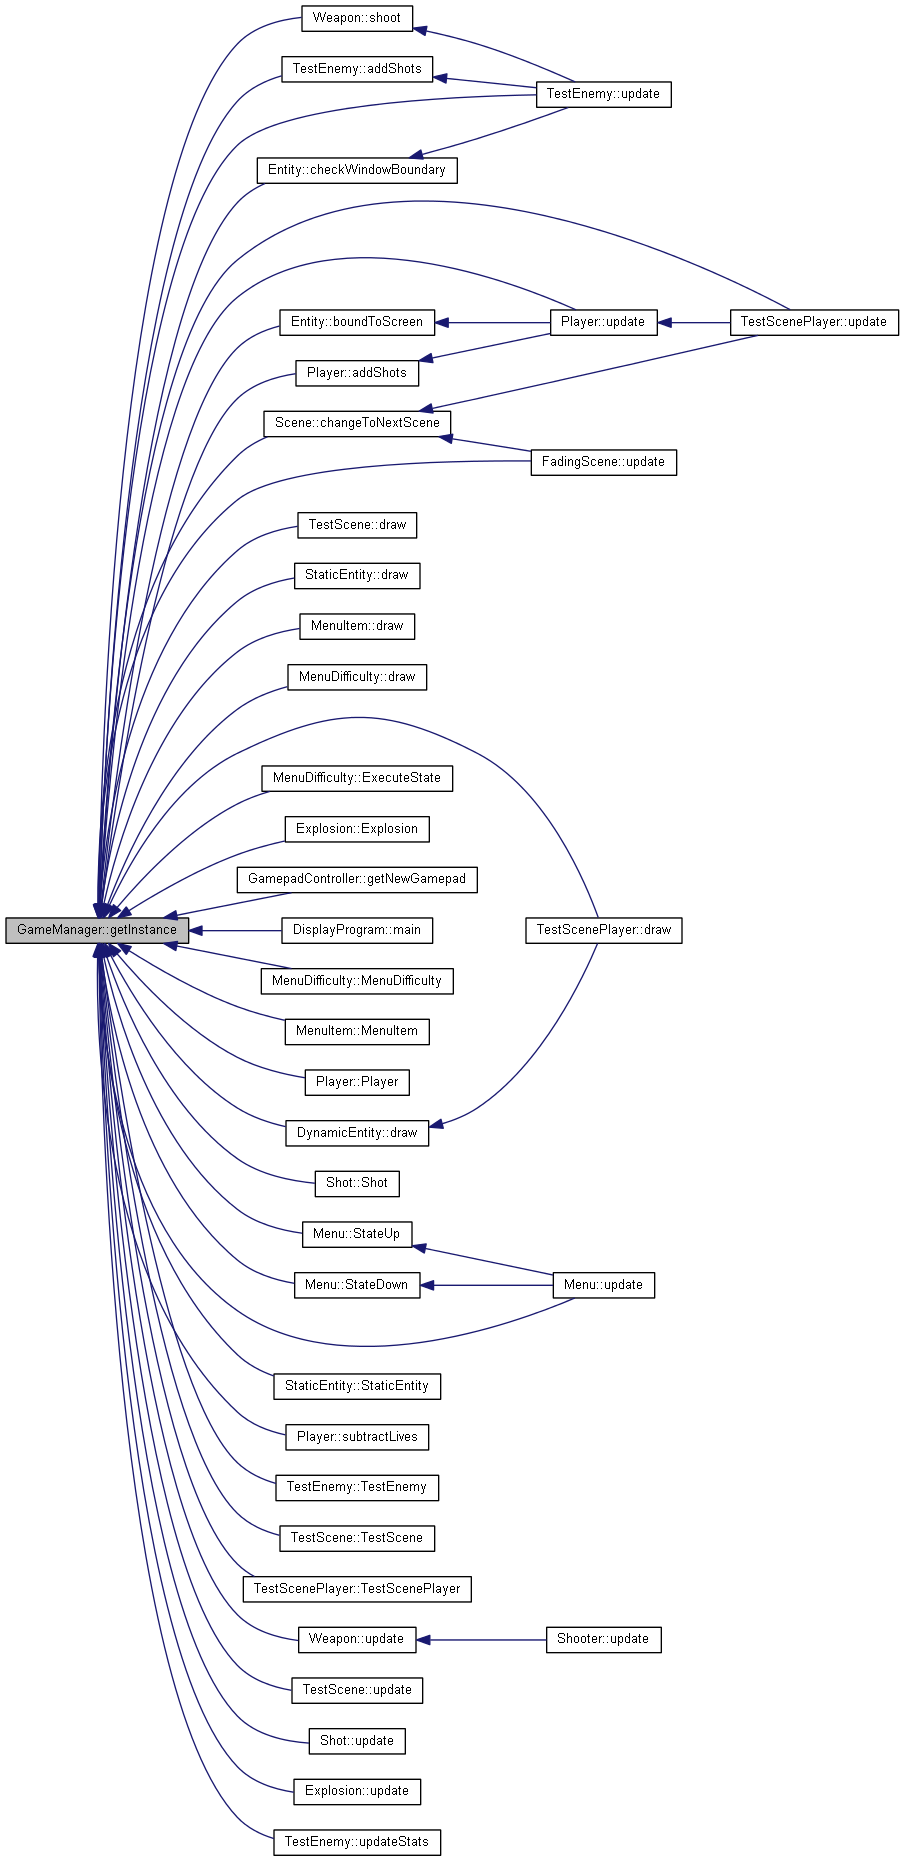 Weapon::shoot
TestEnemy::addShots
TestEnemy::update
Entity::checkWindowBoundary
Entity::boundToScreen
Player::update
TestScenePlayer::update
Player::addShots
Scene::changeToNextScene
FadingScene::update
TestScene::draw
StaticEntity::draw
MenuItem::draw
MenuDifficulty::draw
MenuDifficulty::ExecuteState
Explosion::Explosion
GamepadController::getNewGamepad
GameManager::getInstance
DisplayProgram::main
TestScenePlayer::draw
MenuDifficulty::MenuDifficulty
MenuItem::MenuItem
Player::Player
DynamicEntity::draw
Shot::Shot
Menu::StateUp
Menu::StateDown
Menu::update
StaticEntity::StaticEntity
Player::subtractLives
TestEnemy::TestEnemy
TestScene::TestScene
TestScenePlayer::TestScenePlayer
Weapon::update
Shooter::update
TestScene::update
Shot::update
Explosion::update
TestEnemy::updateStats